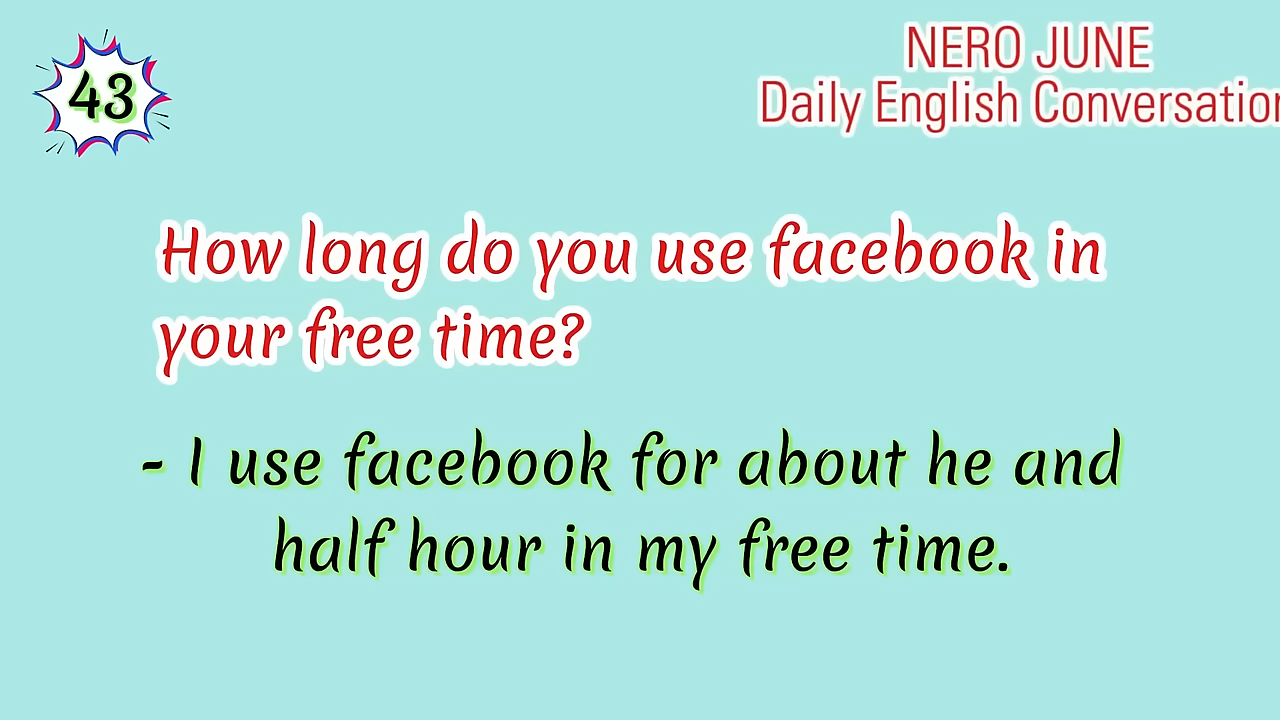 43
NERO JUNE
Daily English Conversation
How long do you use facebook in
your free time?
- I use facebook for about he and
half hour in my free time.